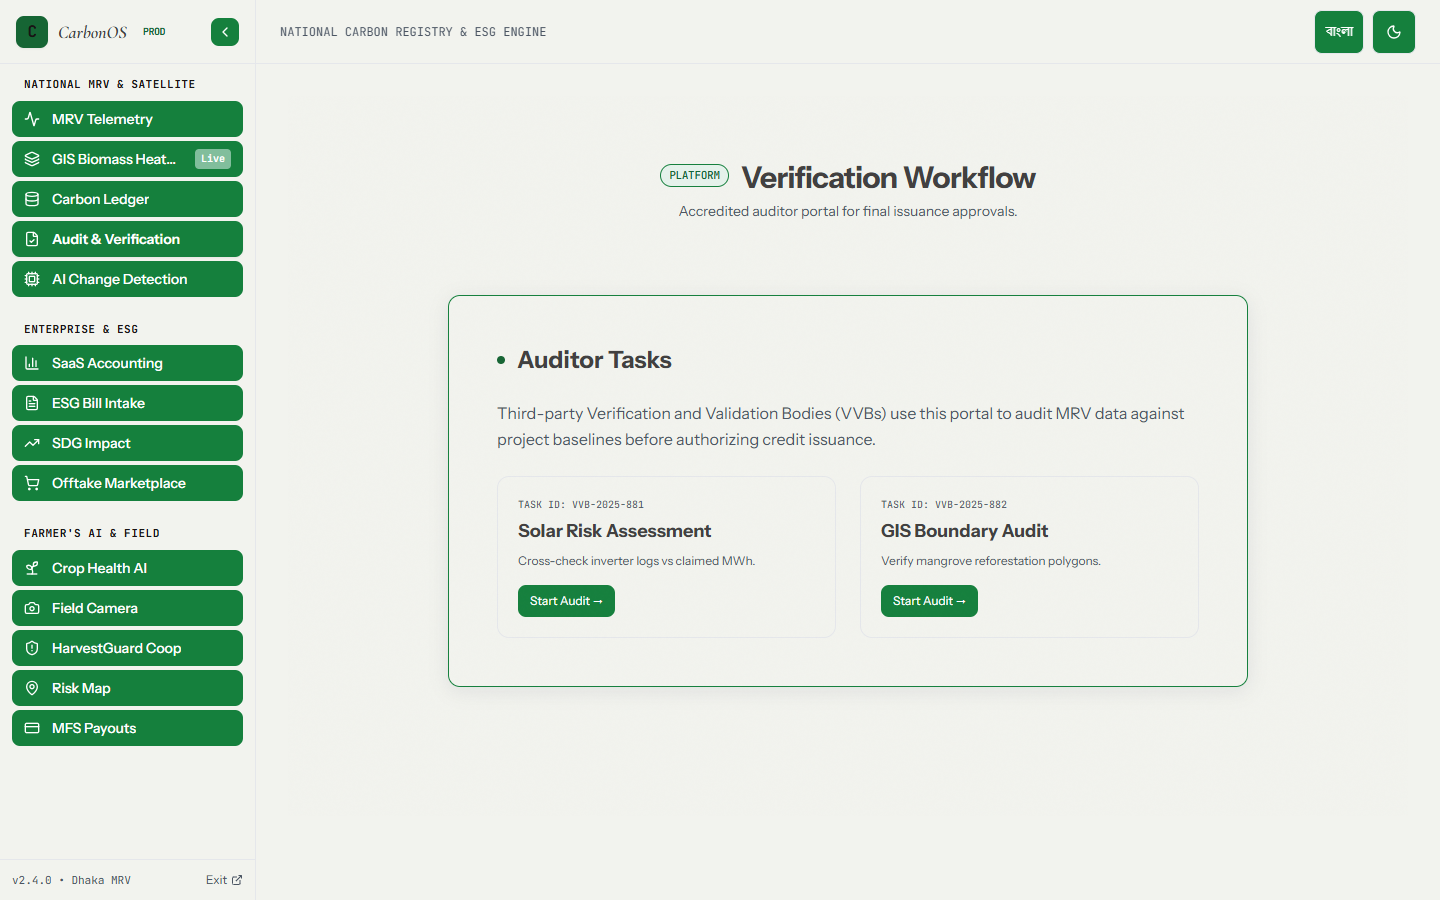 C CarbonOS PROD
NATIONAL MRV & SATELLITE
MRV Telemetry
GIS Biomass Heat... Live
Carbon Ledger
Audit & Verification
AI Change Detection
ENTERPRISE & ESG
SaaS Accounting
ESG Bill Intake
SDG Impact
Offtake Marketplace
FARMER'S AI & FIELD
Crop Health AI
Field Camera
HarvestGuard Coop
Risk Map
MFS Payouts
v2.4.0 • Dhaka MRV Exit
NATIONAL CARBON REGISTRY & ESG ENGINE
বাংলা
PLATFORM Verification Workflow
Accredited auditor portal for final issuance approvals.
Auditor Tasks
Third-party Verification and Validation Bodies (VVBs) use this portal to audit MRV data against
project baselines before authorizing credit issuance.
TASK ID: VVB-2025-881
Solar Risk Assessment
Cross-check inverter logs vs claimed MWh.
Start Audit →
TASK ID: VVB-2025-882
GIS Boundary Audit
Verify mangrove reforestation polygons.
Start Audit →